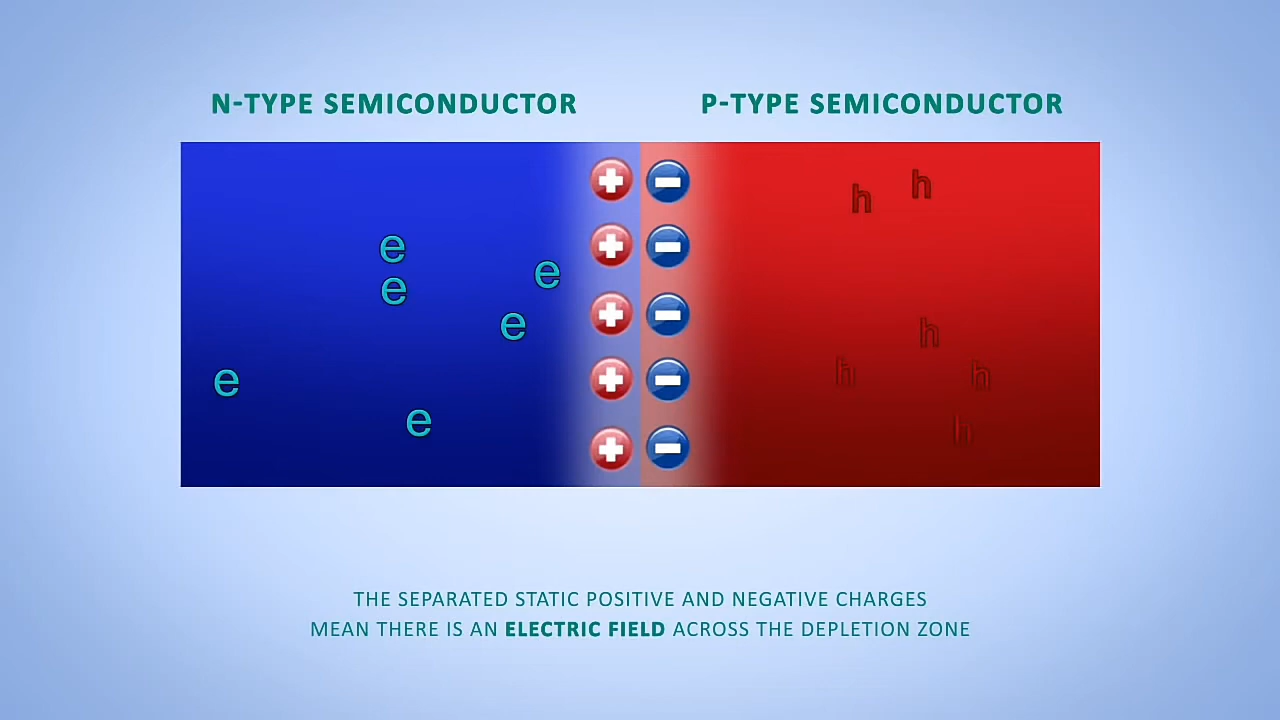 N-TYPE SEMICONDUCTOR
P-TYPE SEMICONDUCTOR
h
h
e
e
e
e
h
h
h
e
e
h
THE SEPARATED STATIC POSITIVE AND NEGATIVE CHARGES
MEAN THERE IS AN ELECTRIC FIELD ACROSS THE DEPLETION ZONE